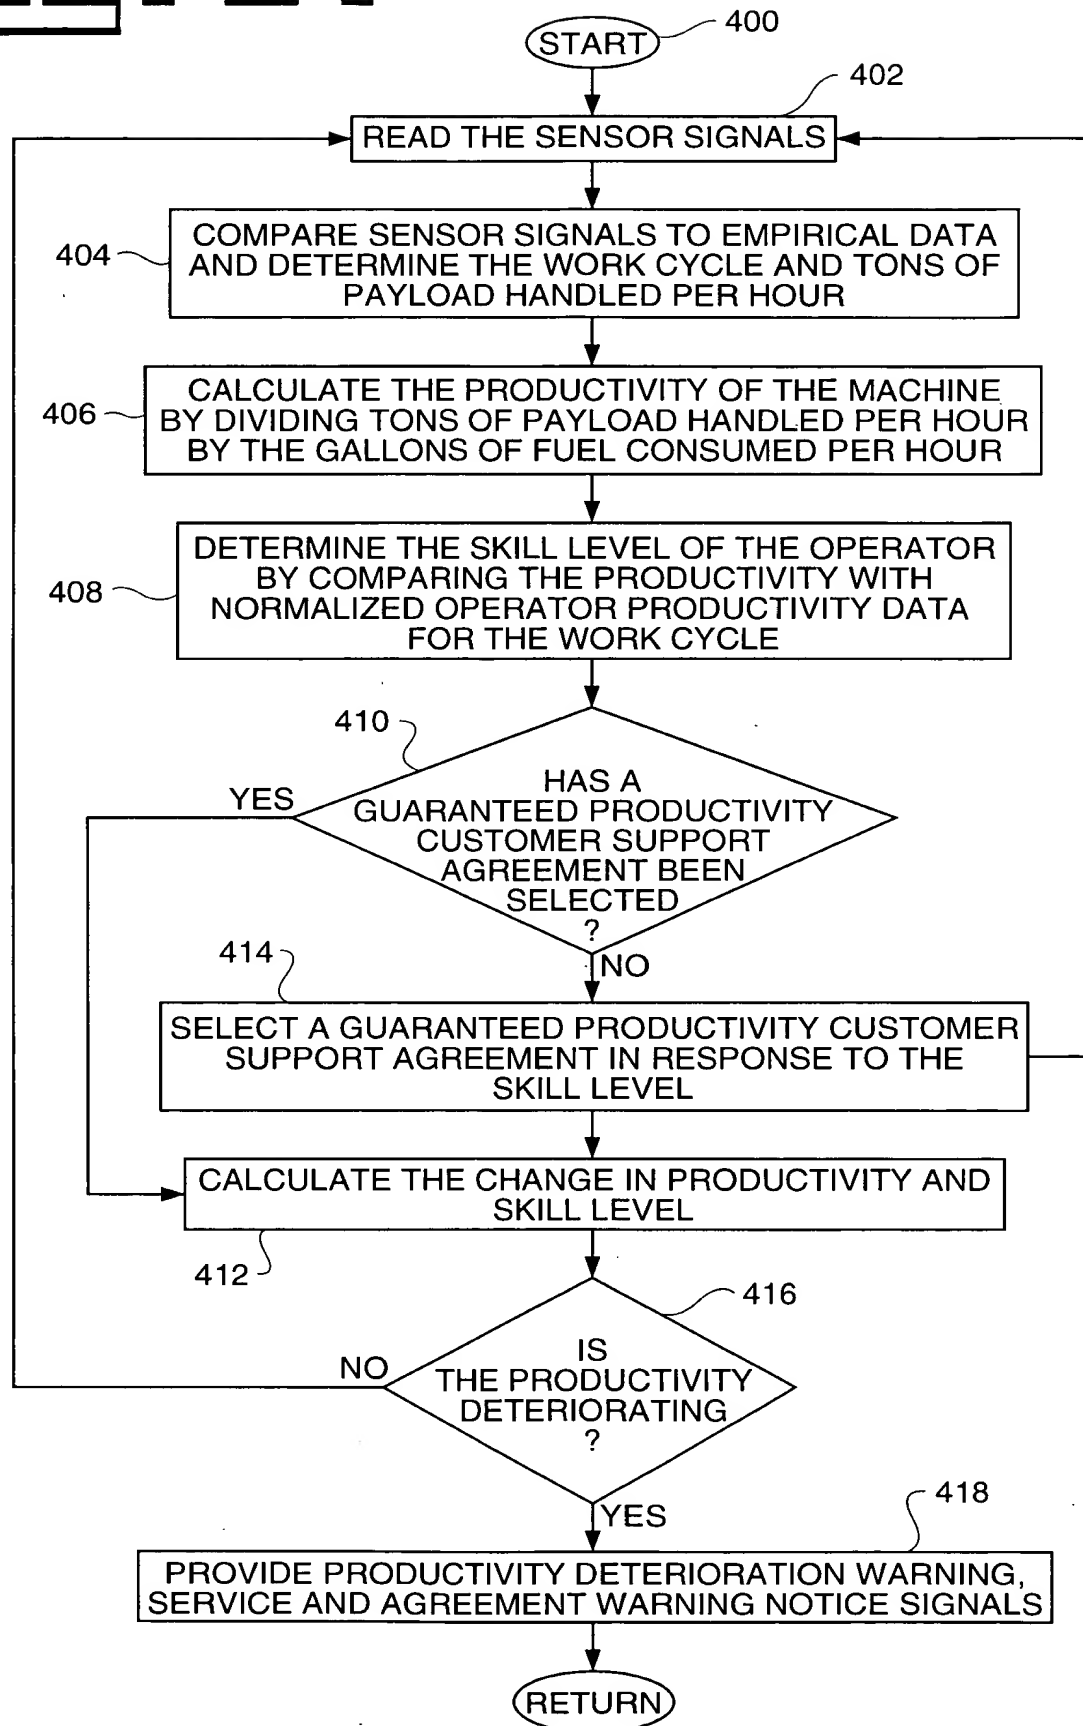 START
400
402
READ THE SENSOR SIGNALS
404
COMPARE SENSOR SIGNALS TO EMPIRICAL DATA
AND DETERMINE THE WORK CYCLE AND TONS OF
PAYLOAD HANDLED PER HOUR
406
CALCULATE THE PRODUCTIVITY OF THE MACHINE
BY DIVIDING TONS OF PAYLOAD HANDLED PER HOUR
BY THE GALLONS OF FUEL CONSUMED PER HOUR
408
DETERMINE THE SKILL LEVEL OF THE OPERATOR
BY COMPARING THE PRODUCTIVITY WITH
NORMALIZED OPERATOR PRODUCTIVITY DATA
FOR THE WORK CYCLE
410
YES
HAS A
GUARANTEED PRODUCTIVITY
CUSTOMER SUPPORT
AGREEMENT BEEN
SELECTED
?
NO
414
SELECT A GUARANTEED PRODUCTIVITY CUSTOMER
SUPPORT AGREEMENT IN RESPONSE TO THE
SKILL LEVEL
CALCULATE THE CHANGE IN PRODUCTIVITY AND
SKILL LEVEL
412
416
NO
IS
THE PRODUCTIVITY
DETERIORATING
?
YES
418
PROVIDE PRODUCTIVITY DETERIORATION WARNING,
SERVICE AND AGREEMENT WARNING NOTICE SIGNALS
RETURN